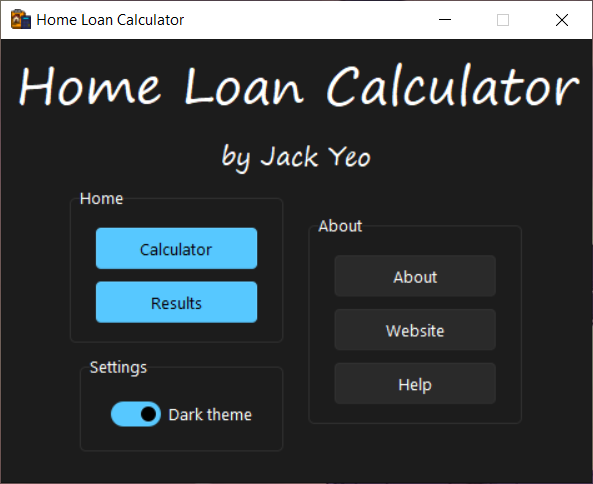 Home Loan Calculator
Home Loan Calculator
by Jack Yeo
Home
Calculator
Results
Settings
Dark theme
About
About
Website
Help